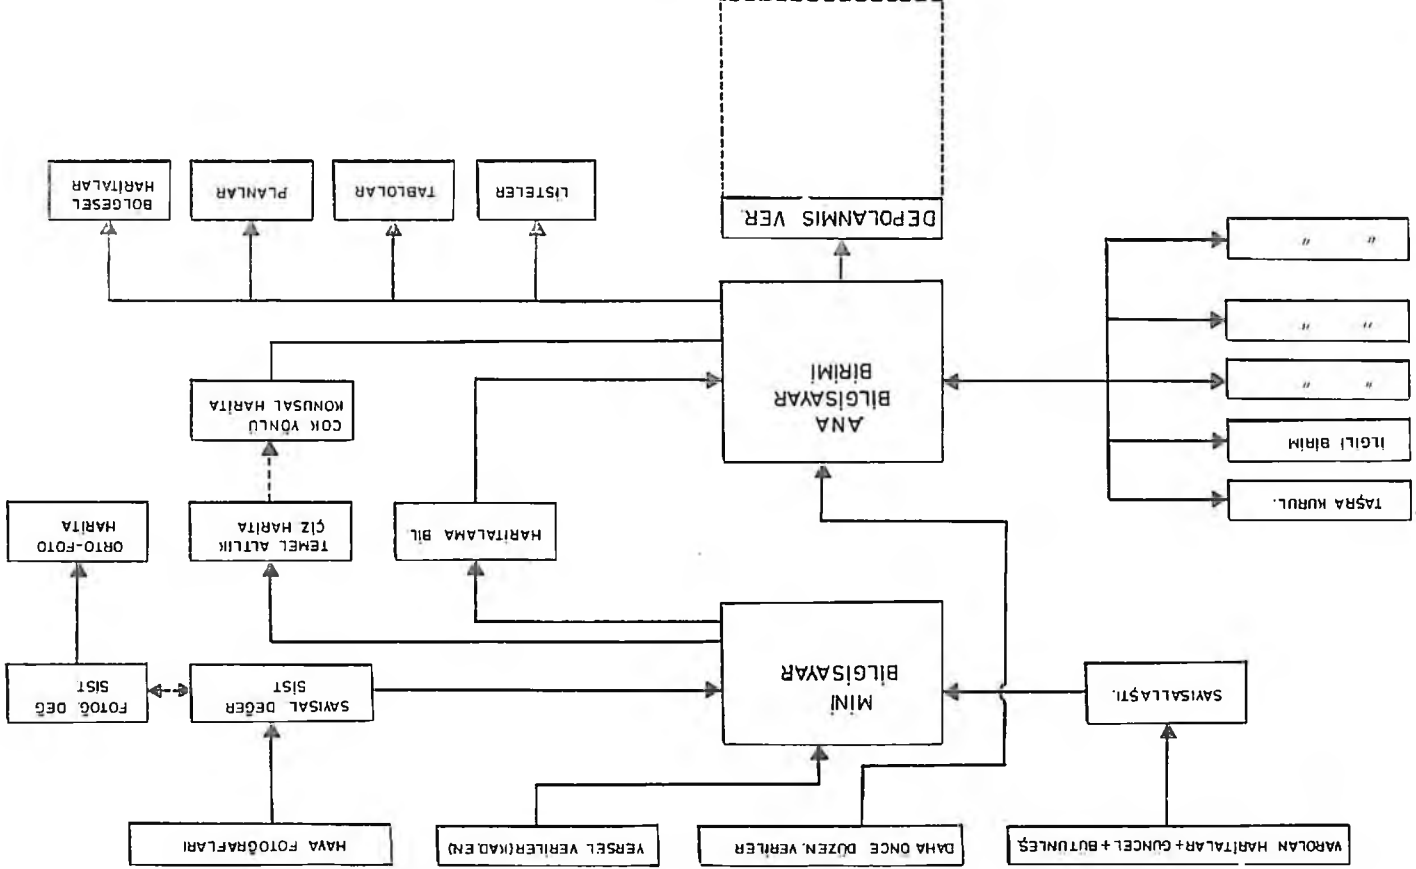 VAROLAN HARİTALAR+GÜNCEL+BÜTÜNLEŞ
DAHA ÖNCE DÜZEN. VERİLER
YERSEL VERİLER(KAD.EN)
HAVA FOTOĞRAFLARI
SAYISALLAŞTI.
MİNİ
BİLGİSAYAR
SAYISAL DEĞER
SİST
FOTOĞ. DEĞ
SİST
TAŞRA KURUL.
İLGİLİ BİRİM
" "
" "
" "
ANA
BİLGİSAYAR
BİRİMİ
HARİTALAMA BİL.
TEMEL ALTLIK
ÇİZ HARİTA
ORTO-FOTO
HARİTA
ÇOK YÖNLÜ
KONUSAL HARİTA
DEPOLANMIS VER.
LİSTELER
TABLOLAR
PLANLAR
BOLGESEL
HARİTALAR